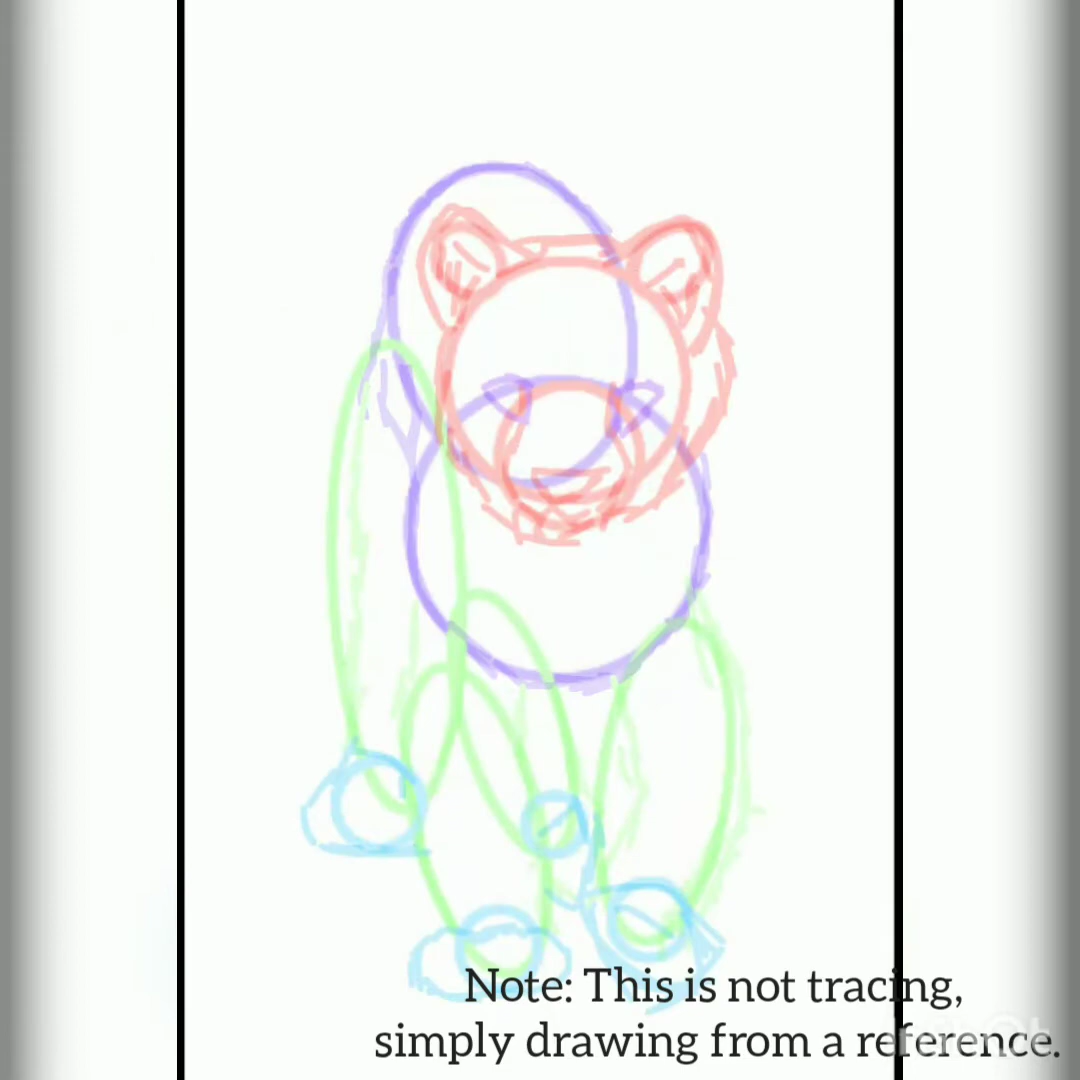 Note: This is not tracing,
simply drawing from a reference.